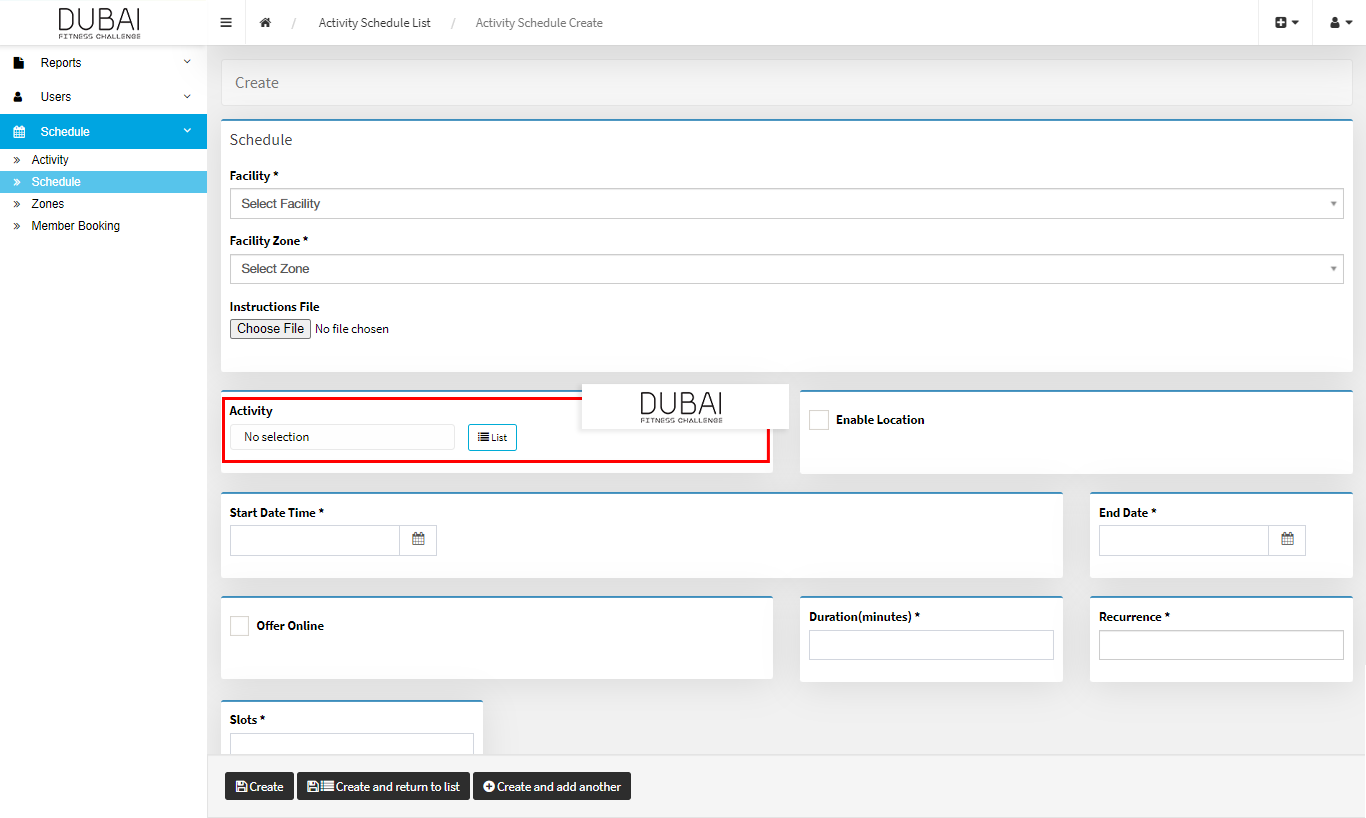 DUBAI
FITNESS CHALLENGE
/ Activity Schedule List / Activity Schedule Create
Reports
Users
Schedule
Activity
Schedule
Zones
Member Booking
Create
Schedule
Facility *
Select Facility
Facility Zone *
Select Zone
Instructions File
Choose File No file chosen
Activity
No selection
List
DUBAI
FITNESS CHALLENGE
Enable Location
Start Date Time *
End Date *
Offer Online
Duration(minutes) *
Recurrence *
Slots *
Create
Create and return to list
Create and add another